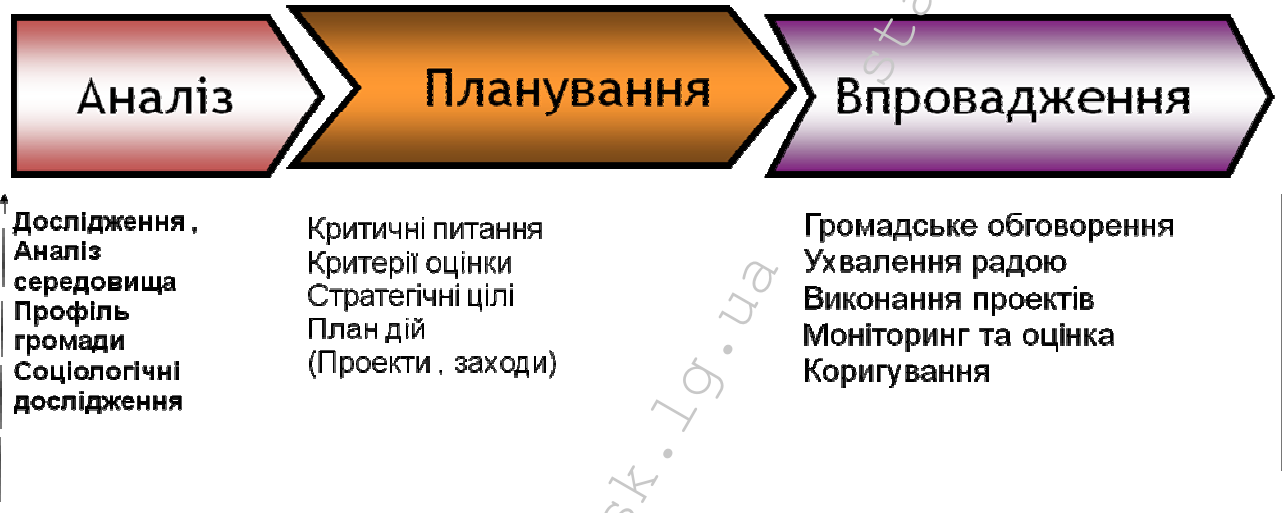 Аналіз
Планування
Впровадження
Дослідження ,
Аналіз
середовища
Профіль
громади
Соціологічні
дослідження
Критичні питання
Критерії оцінки
Стратегічні цілі
План дій
(Проекти , заходи)
Громадське обговорення
Ухвалення радою
Виконання проектів
Моніторинг та оцінка
Коригування